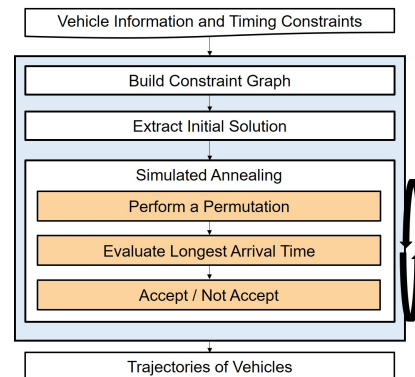 Vehicle Information and Timing Constraints
Build Constraint Graph
Extract Initial Solution
Simulated Annealing
Perform a Permutation
Evaluate Longest Arrival Time
Accept / Not Accept
Trajectories of Vehicles